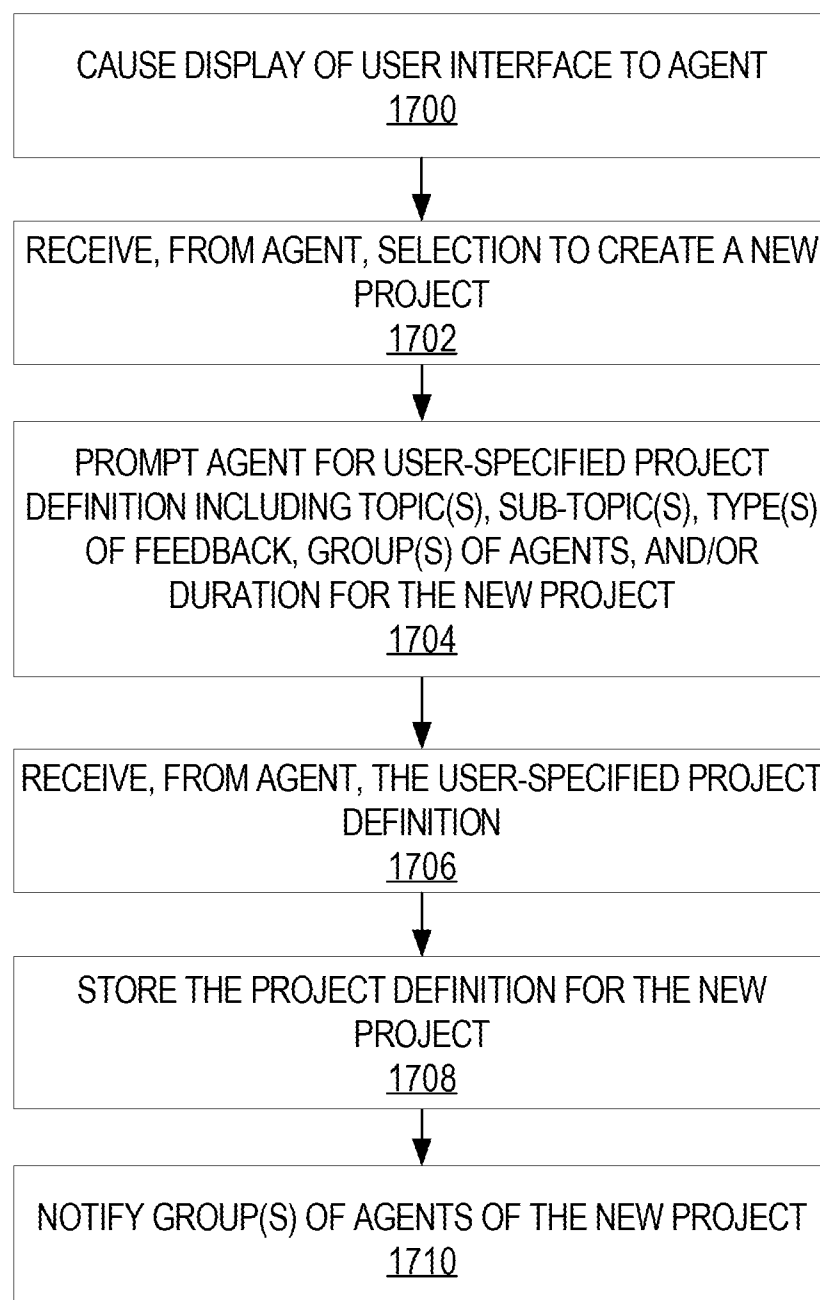 CAUSE DISPLAY OF USER INTERFACE TO AGENT
1700
RECEIVE, FROM AGENT, SELECTION TO CREATE A NEW
PROJECT
1702
PROMPT AGENT FOR USER-SPECIFIED PROJECT
DEFINITION INCLUDING TOPIC(S), SUB-TOPIC(S), TYPE(S)
OF FEEDBACK, GROUP(S) OF AGENTS, AND/OR
DURATION FOR THE NEW PROJECT
1704
RECEIVE, FROM AGENT, THE USER-SPECIFIED PROJECT
DEFINITION
1706
STORE THE PROJECT DEFINITION FOR THE NEW
PROJECT
1708
NOTIFY GROUP(S) OF AGENTS OF THE NEW PROJECT
1710